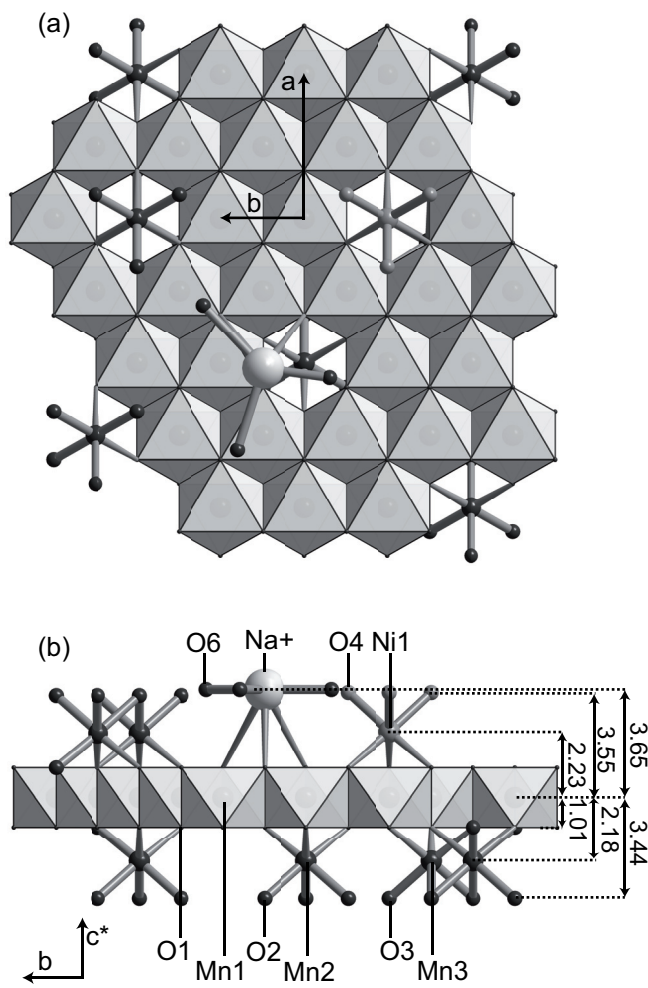 (a)
a
b
(b)
O6
Na+
O4
Ni1
2.23
3.55
3.65
1.01
2.18
3.44
c*
b
O1
O2
O3
Mn1
Mn2
Mn3